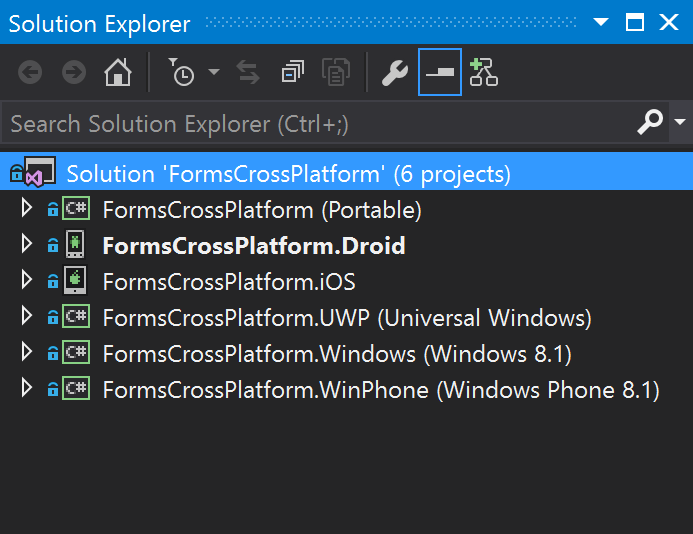 Solution Explorer
Search Solution Explorer (Ctrl+;)
Solution 'FormsCrossPlatform' (6 projects)
C# FormsCrossPlatform (Portable)
FormsCrossPlatform.Droid
FormsCrossPlatform.iOS
C# FormsCrossPlatform.UWP (Universal Windows)
C# FormsCrossPlatform.Windows (Windows 8.1)
C# FormsCrossPlatform.WinPhone (Windows Phone 8.1)